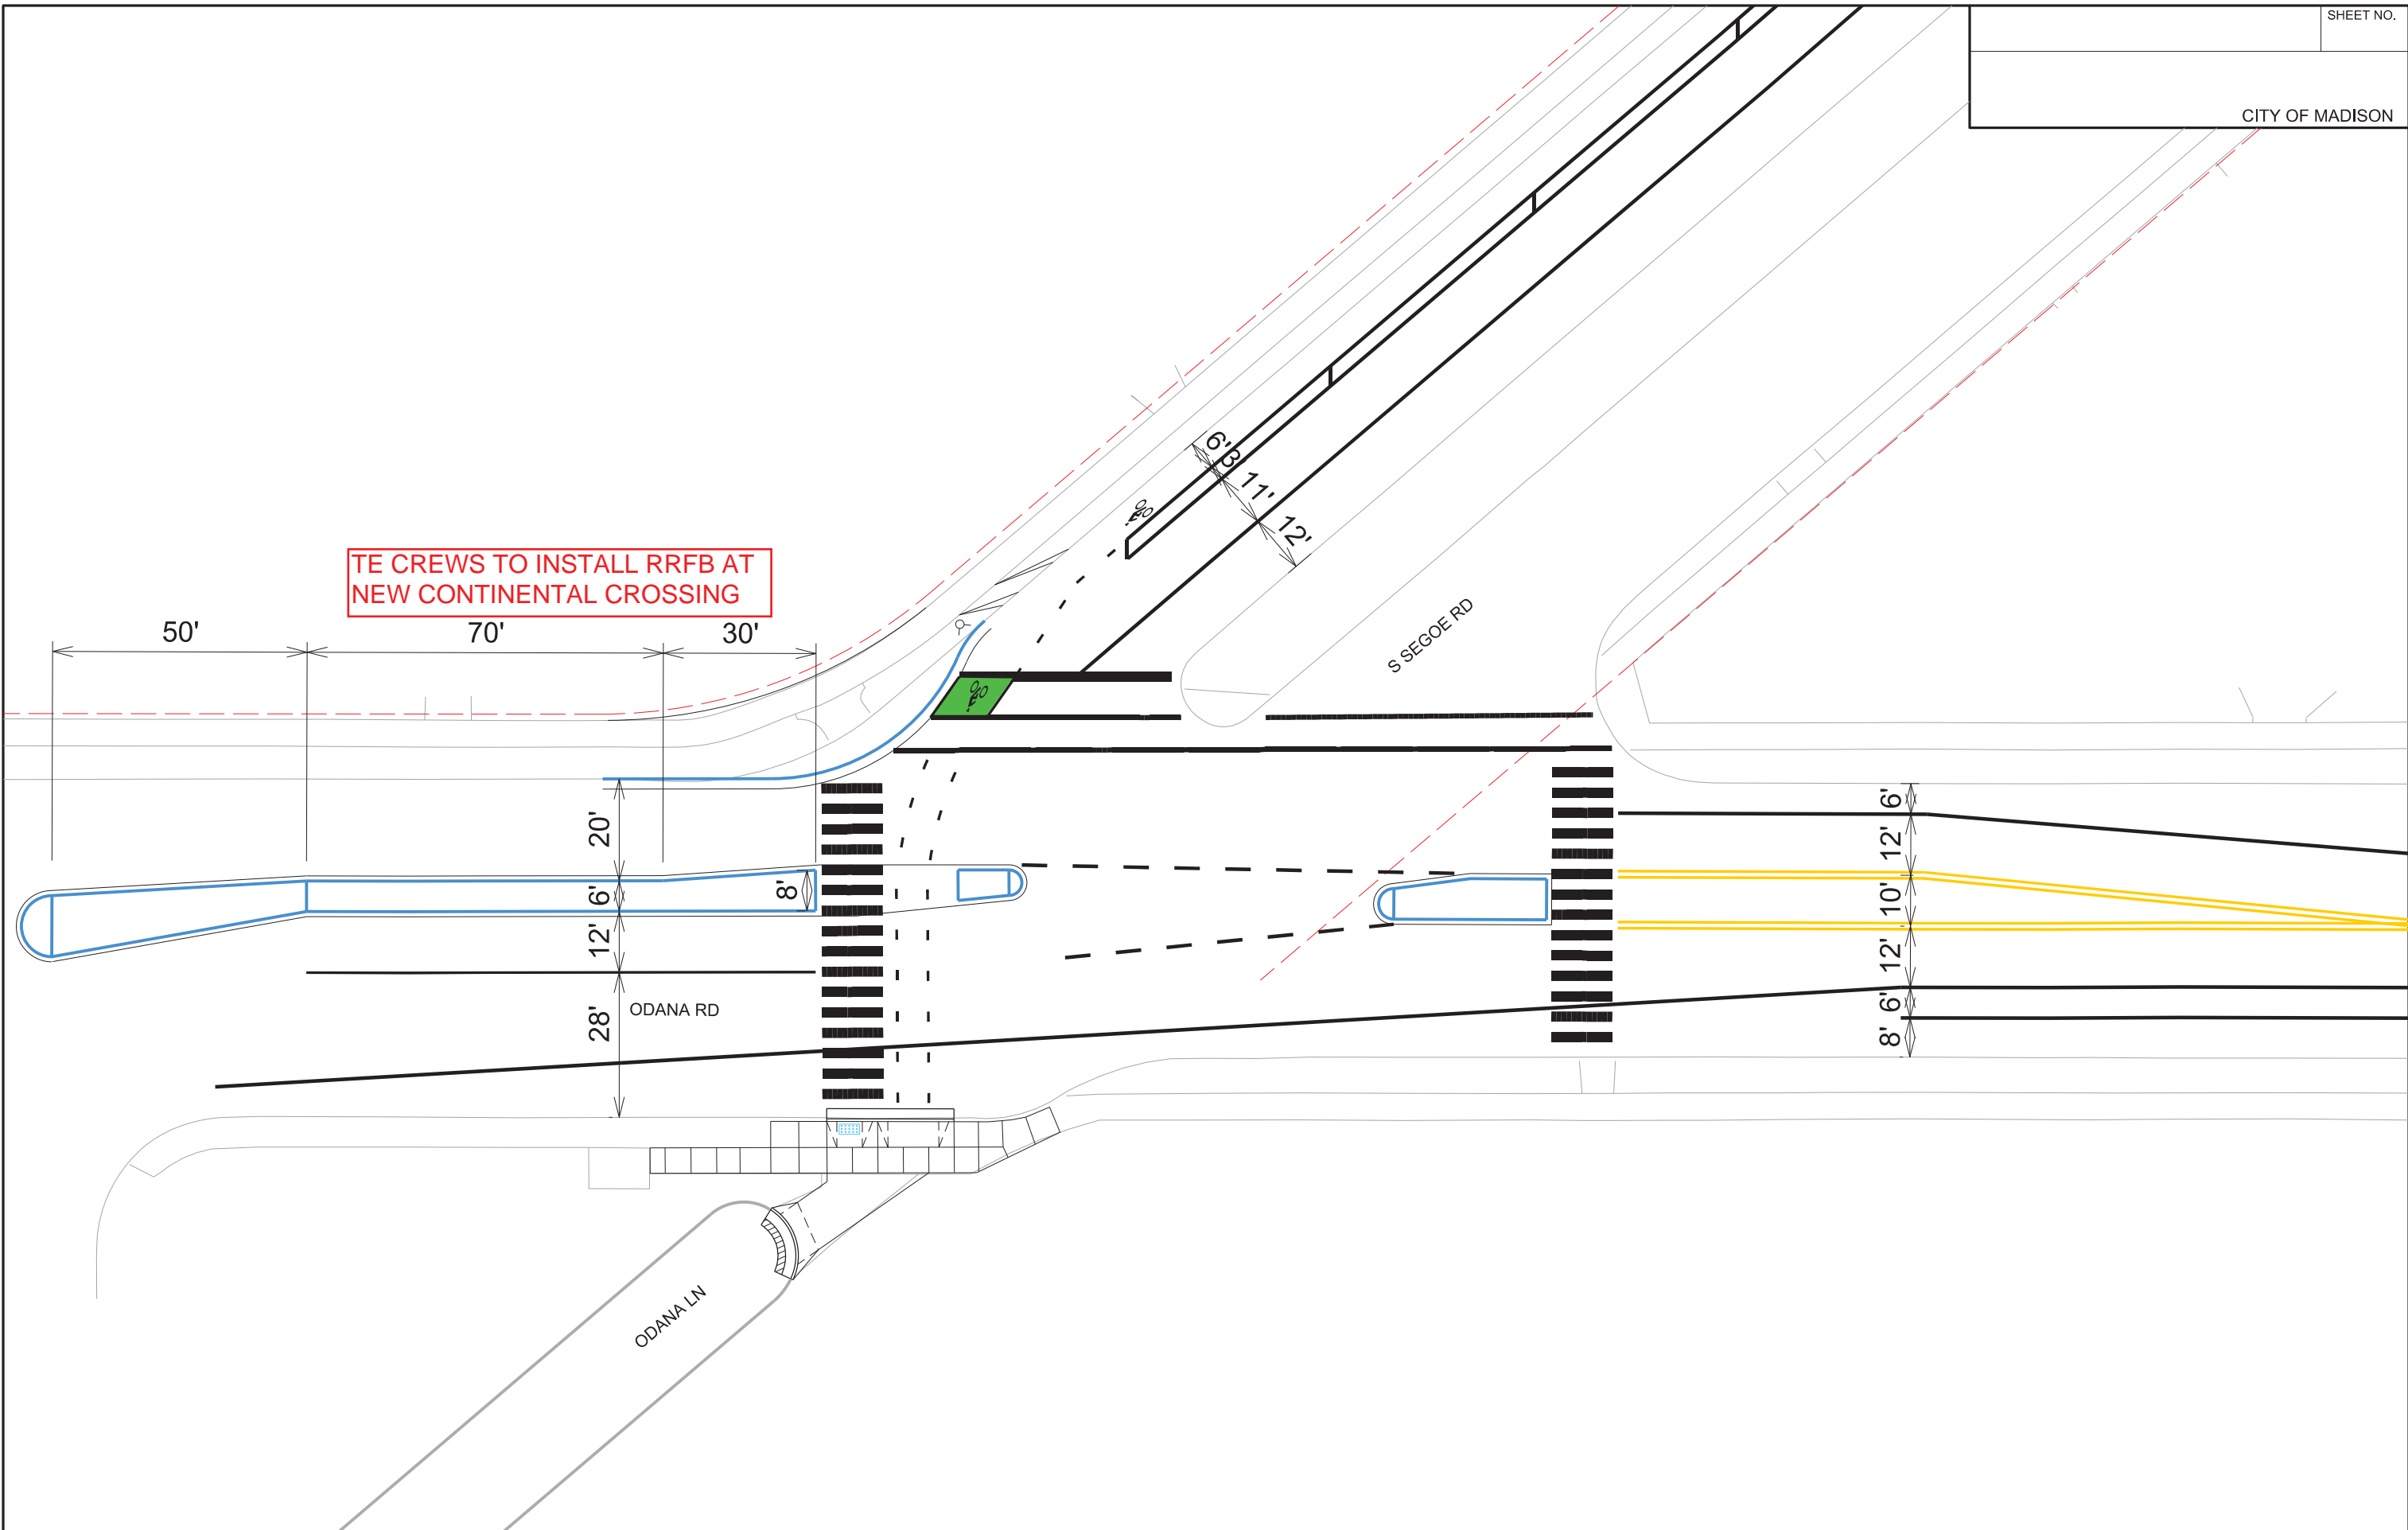 SHEET NO.
CITY OF MADISON
6'
3'
11'
12'
TE CREWS TO INSTALL RRFB AT
NEW CONTINENTAL CROSSING
50'
70'
30'
S SEGOE RD
20'
6'
12'
28'
8'
ODANA RD
6'
12'
10'
12'
6'
8'
ODANA LN